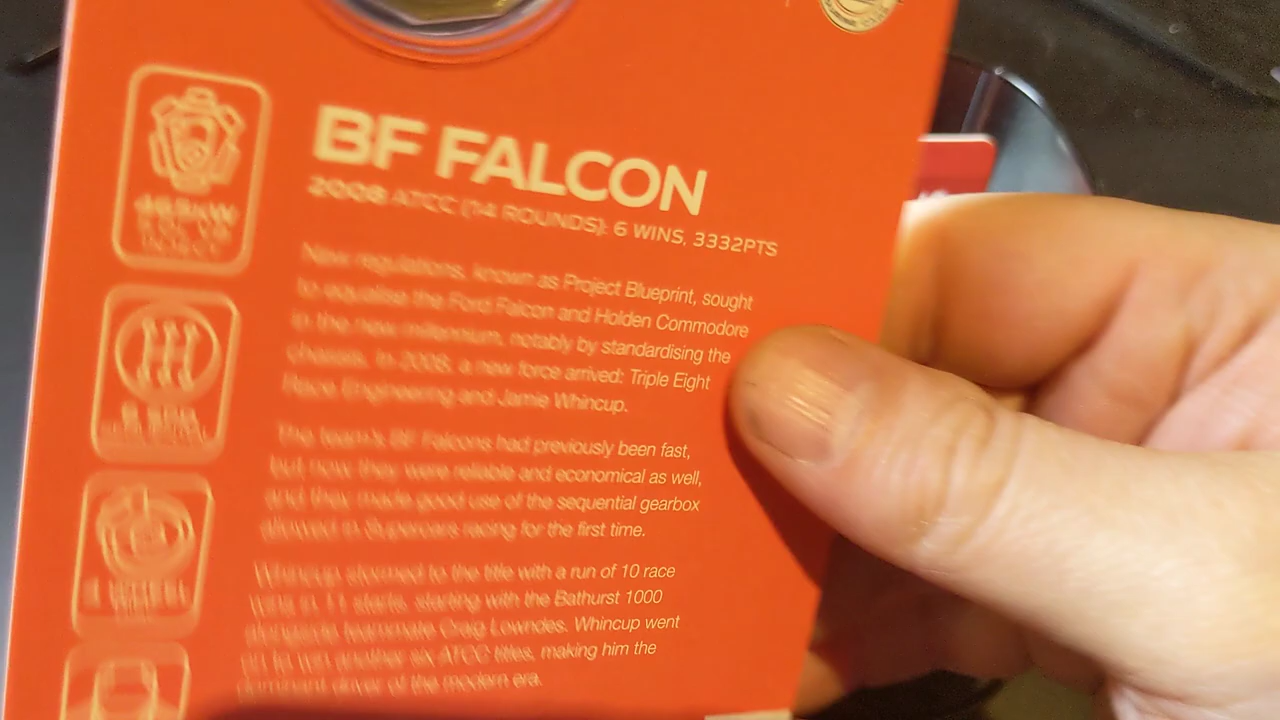 BF FALCON
2008 ATCC (14 ROUNDS): 6 WINS, 3332PTS
New regulations, known as Project Blueprint, sought
to equalise the Ford Falcon and Holden Commodore
in the new millennium, notably by standardising the
chassis. In 2008, a new force arrived: Triple Eight
Race Engineering and Jamie Whincup.
The team's BF Falcons had previously been fast,
but now they were reliable and economical as well,
and they made good use of the sequential gearbox
allowed in Supercars racing for the first time.
Whincup stormed to the title with a run of 10 race
wins in 11 starts, starting with the Bathurst 1000
alongside teammate Craig Lowndes. Whincup went
on to win another six ATCC titles, making him the
dominant driver of the modern era.